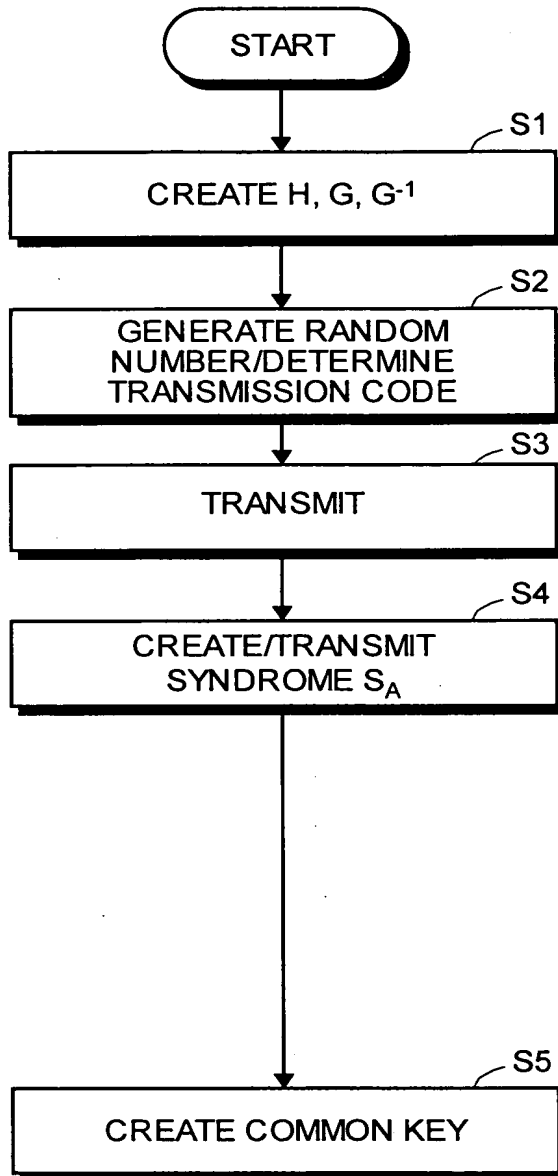 START
S1
CREATE H, G, G⁻¹
S2
GENERATE RANDOM
NUMBER/DETERMINE
TRANSMISSION CODE
S3
TRANSMIT
S4
CREATE/TRANSMIT
SYNDROME S_A
S5
CREATE COMMON KEY